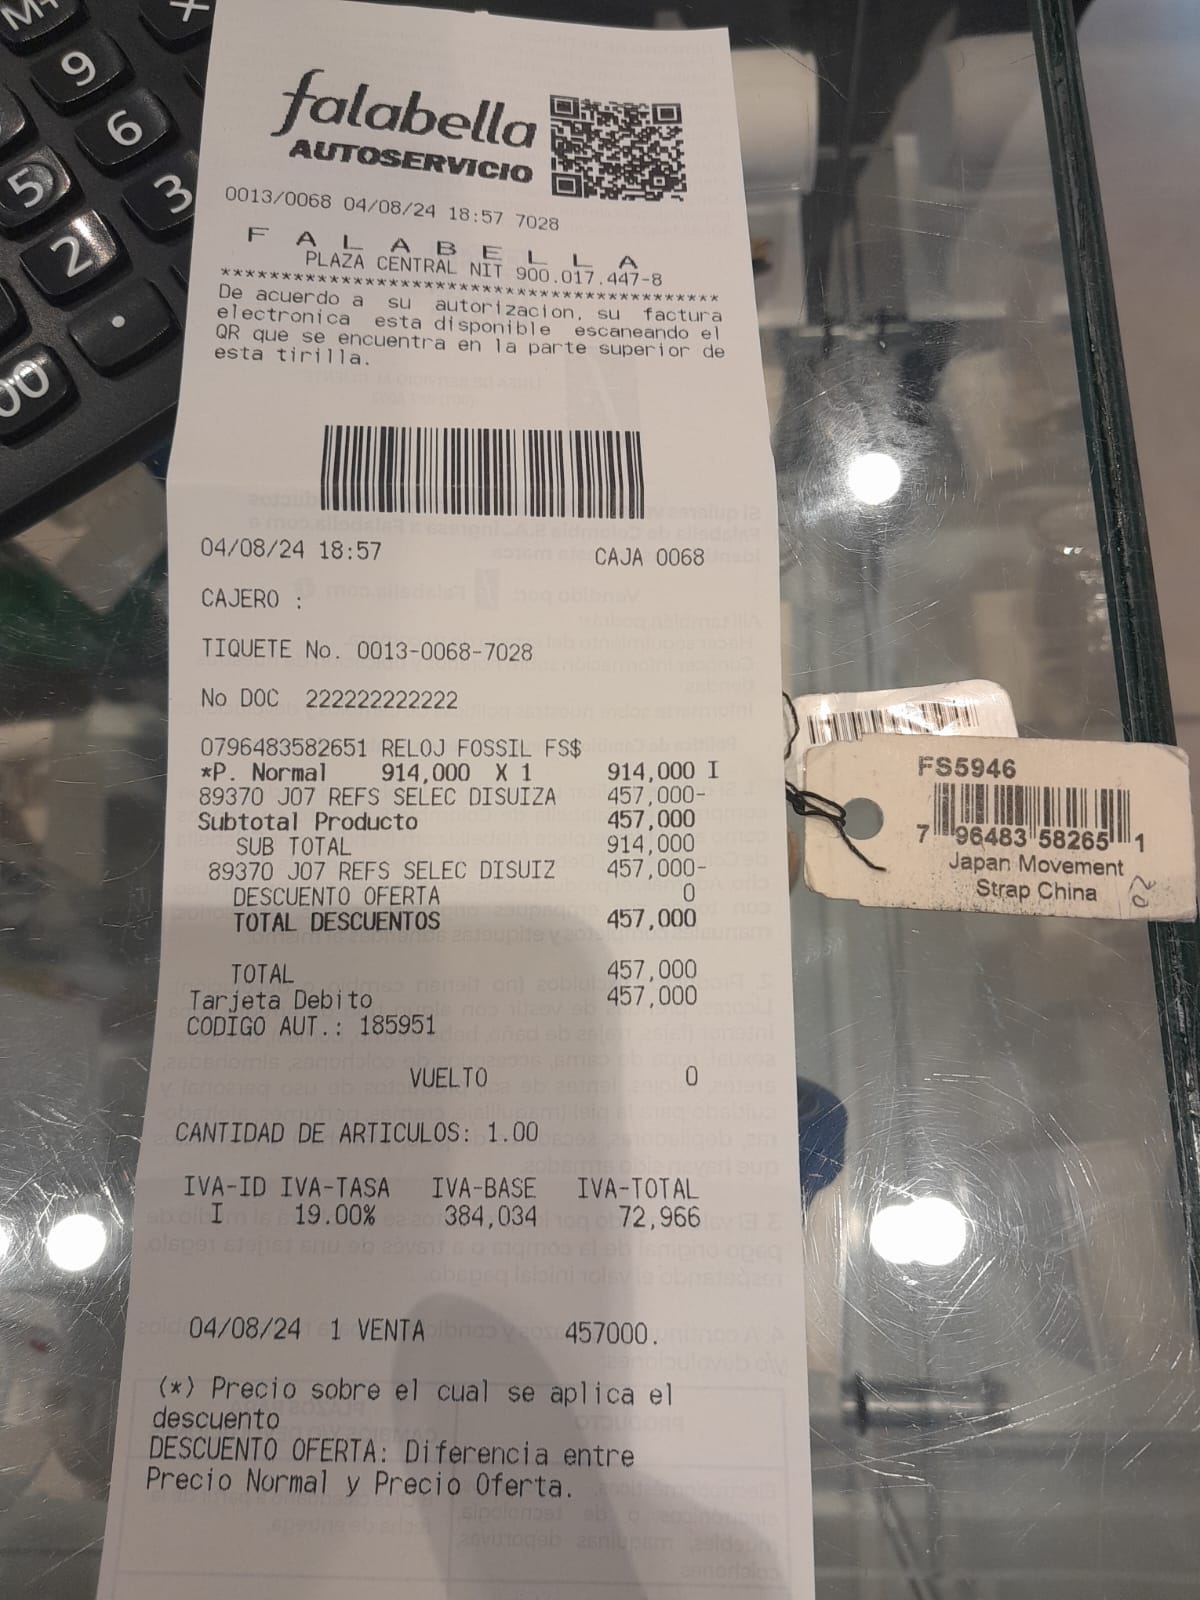 M+
×
9
6
5
3
2
.
00
falabella
AUTOSERVICIO
0013/0068 04/08/24 18:57 7028
F A L A B E L L A
PLAZA CENTRAL NIT 900.017.447-8
******************************************
De acuerdo a su autorizacion, su factura
electronica esta disponible escaneando el
QR que se encuentra en la parte superior de
esta tirilla.
04/08/24 18:57 CAJA 0068
CAJERO :
TIQUETE No. 0013-0068-7028
No DOC 222222222222
0796483582651 RELOJ FOSSIL FS$
*P. Normal 914,000 X 1 914,000 I
89370 J07 REFS SELEC DISUIZA 457,000-
Subtotal Producto 457,000
SUB TOTAL 914,000
89370 J07 REFS SELEC DISUIZ 457,000-
DESCUENTO OFERTA 0
TOTAL DESCUENTOS 457,000
TOTAL 457,000
Tarjeta Debito 457,000
CODIGO AUT.: 185951
VUELTO 0
CANTIDAD DE ARTICULOS: 1.00
IVA-ID IVA-TASA IVA-BASE IVA-TOTAL
I 19.00% 384,034 72,966
04/08/24 1 VENTA 457000.
(*) Precio sobre el cual se aplica el
descuento
DESCUENTO OFERTA: Diferencia entre
Precio Normal y Precio Oferta.
FS5946
7 96483 58265 1
Japan Movement
Strap China